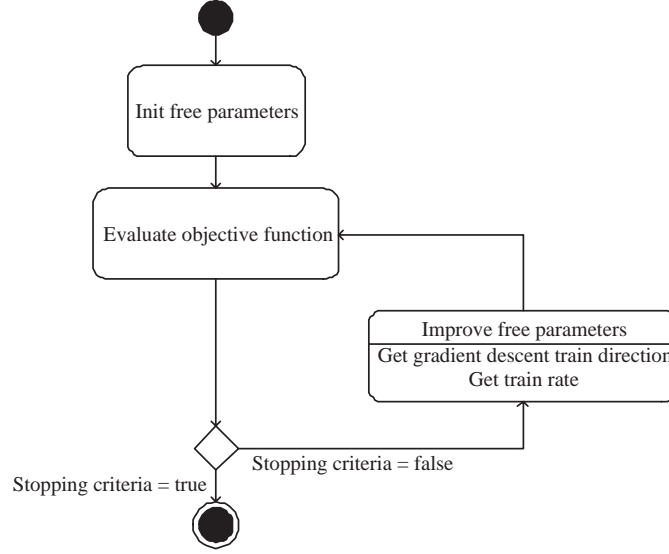 Init free parameters
Evaluate objective function
Improve free parameters
Get gradient descent train direction
Get train rate
Stopping criteria = false
Stopping criteria = true